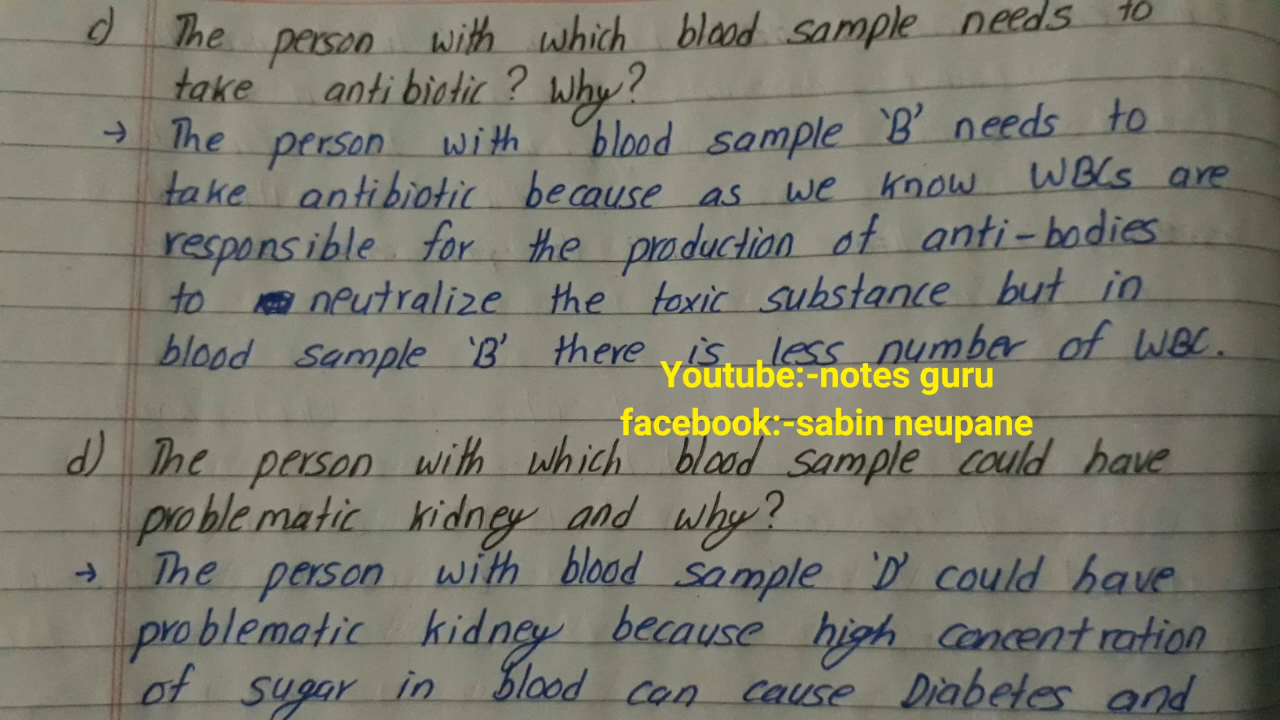 c) The person with which blood sample needs to
take antibiotic? Why?
→ The person with blood sample 'B' needs to
take antibiotic because as we know WBCs are
responsible for the production of anti-bodies
to neutralize the toxic substance but in
blood sample 'B' there is less number of WBC.
Youtube:-notes guru
facebook:-sabin neupane
d) The person with which blood sample could have
problematic kidney and why?
→ The person with blood sample 'D' could have
problematic kidney because high concentration
of sugar in blood can cause Diabetes and